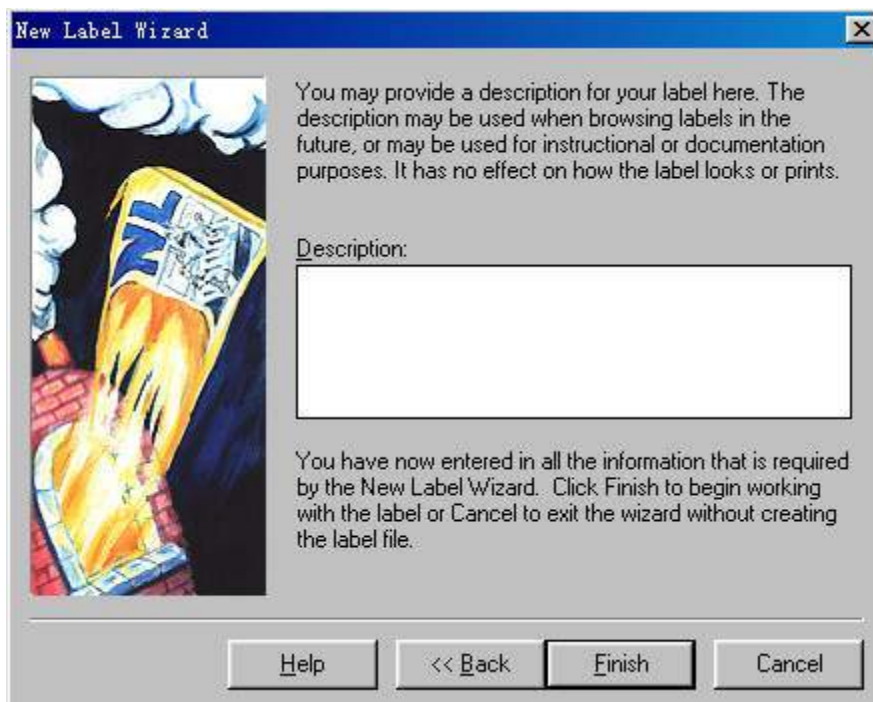 New Label Wizard
You may provide a description for your label here. The
description may be used when browsing labels in the
future, or may be used for instructional or documentation
purposes. It has no effect on how the label looks or prints.
NL
Description:
You have now entered in all the information that is required
by the New Label Wizard.  Click Finish to begin working
with the label or Cancel to exit the wizard without creating
the label file.
Help
<< Back
Finish
Cancel